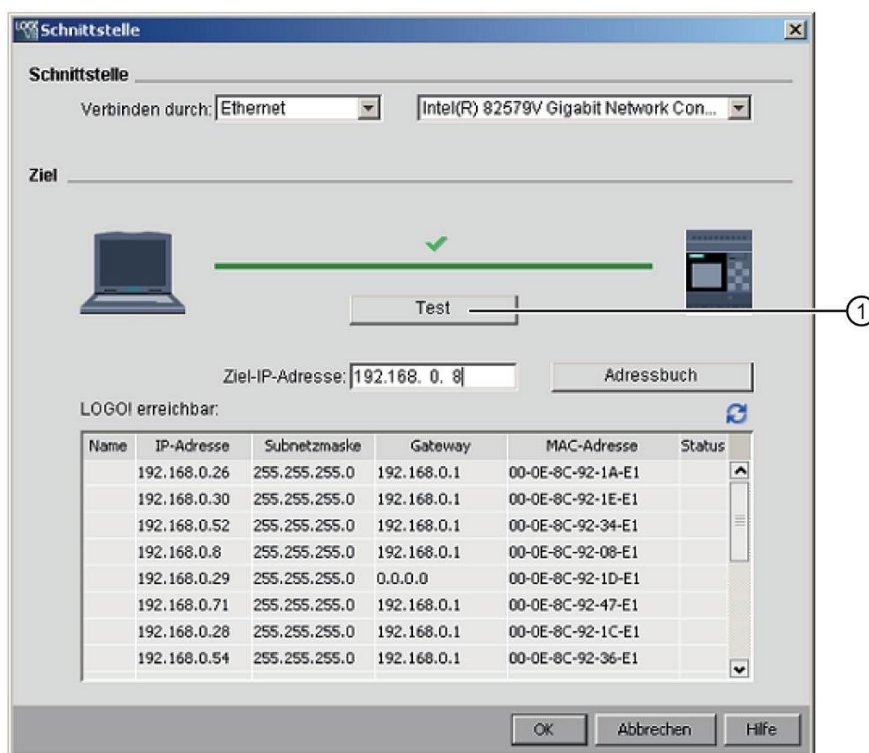 LOGO! Schnittstelle
Schnittstelle
Verbinden durch: Ethernet Intel(R) 82579V Gigabit Network Con...
Ziel
Test
①
Ziel-IP-Adresse: 192.168. 0. 8 Adressbuch
LOGO! erreichbar:
Name IP-Adresse Subnetzmaske Gateway MAC-Adresse Status
192.168.0.26 255.255.255.0 192.168.0.1 00-0E-8C-92-1A-E1
192.168.0.30 255.255.255.0 192.168.0.1 00-0E-8C-92-1E-E1
192.168.0.52 255.255.255.0 192.168.0.1 00-0E-8C-92-34-E1
192.168.0.8 255.255.255.0 192.168.0.1 00-0E-8C-92-08-E1
192.168.0.29 255.255.255.0 0.0.0.0 00-0E-8C-92-1D-E1
192.168.0.71 255.255.255.0 192.168.0.1 00-0E-8C-92-47-E1
192.168.0.28 255.255.255.0 192.168.0.1 00-0E-8C-92-1C-E1
192.168.0.54 255.255.255.0 192.168.0.1 00-0E-8C-92-36-E1
OK Abbrechen Hilfe